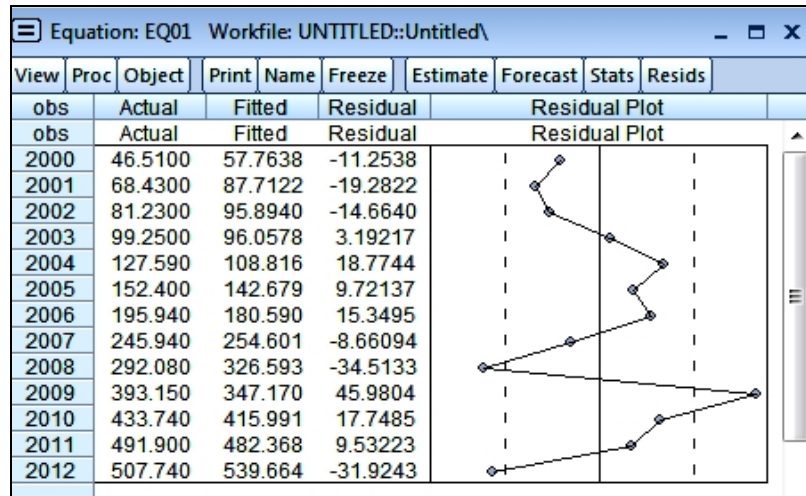 Equation: EQ01 Workfile: UNTITLED::Untitled\
View Proc Object Print Name Freeze Estimate Forecast Stats Resids
obs Actual Fitted Residual Residual Plot
obs Actual Fitted Residual Residual Plot
2000 46.5100 57.7638 -11.2538
2001 68.4300 87.7122 -19.2822
2002 81.2300 95.8940 -14.6640
2003 99.2500 96.0578 3.19217
2004 127.590 108.816 18.7744
2005 152.400 142.679 9.72137
2006 195.940 180.590 15.3495
2007 245.940 254.601 -8.66094
2008 292.080 326.593 -34.5133
2009 393.150 347.170 45.9804
2010 433.740 415.991 17.7485
2011 491.900 482.368 9.53223
2012 507.740 539.664 -31.9243